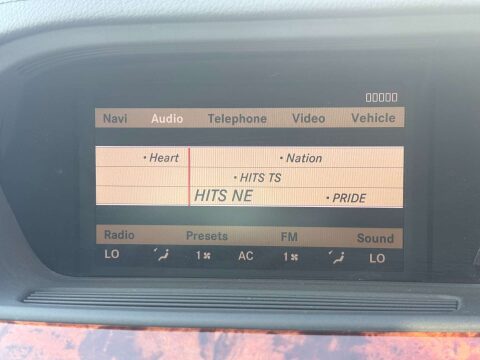 ▯▯▯▯▯
Navi Audio Telephone Video Vehicle
• Heart • Nation
• HITS TS
HITS NE • PRIDE
Radio Presets FM Sound
LO 1 AC 1 LO